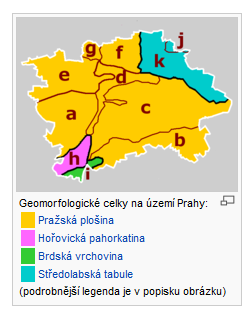 g
f
j
k
e
d
a
c
b
h
i
Geomorfologické celky na území Prahy:
Pražská plošina
Hořovická pahorkatina
Brdská vrchovina
Středolabská tabule
(podrobnější legenda je v popisku obrázku)